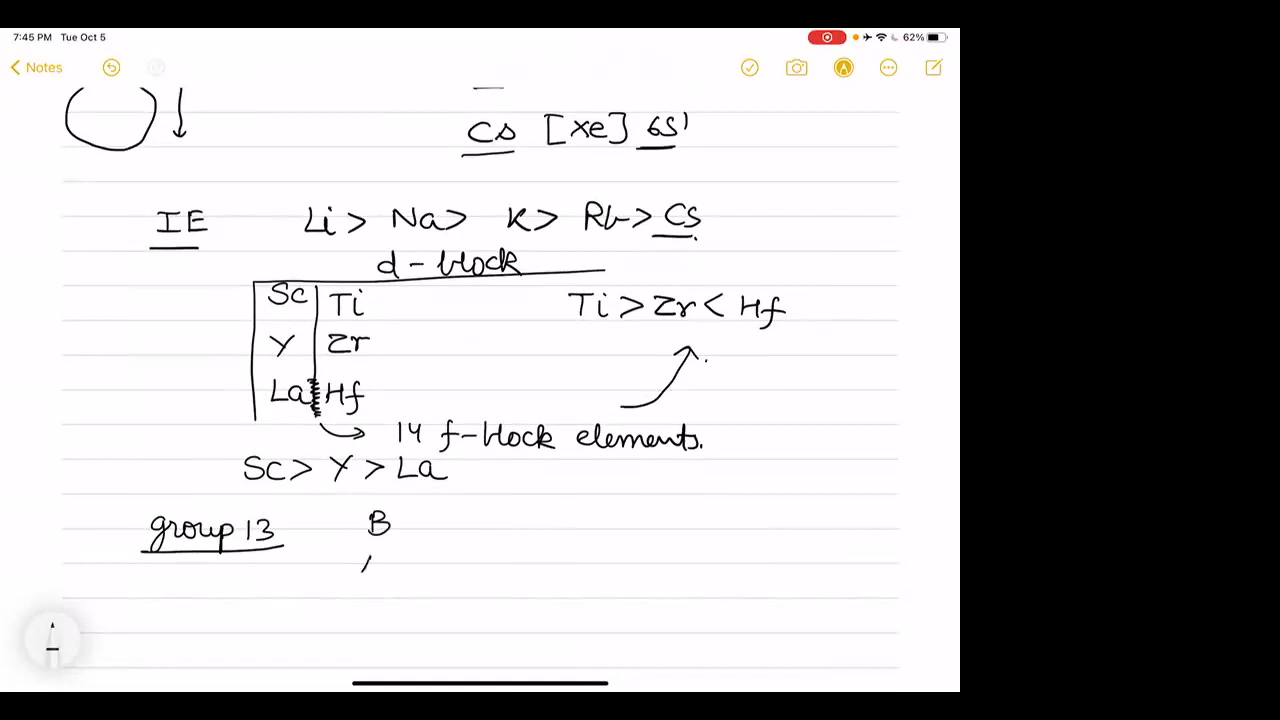 7:45 PM Tue Oct 5
62%
Notes
Cs [Xe] 6S¹
IE Li > Na > K > Rb > Cs
d-block
Sc Ti Ti > Zr < Hf
Y Zr
La Hf
14 f-block elements.
Sc > Y > La
group 13 B